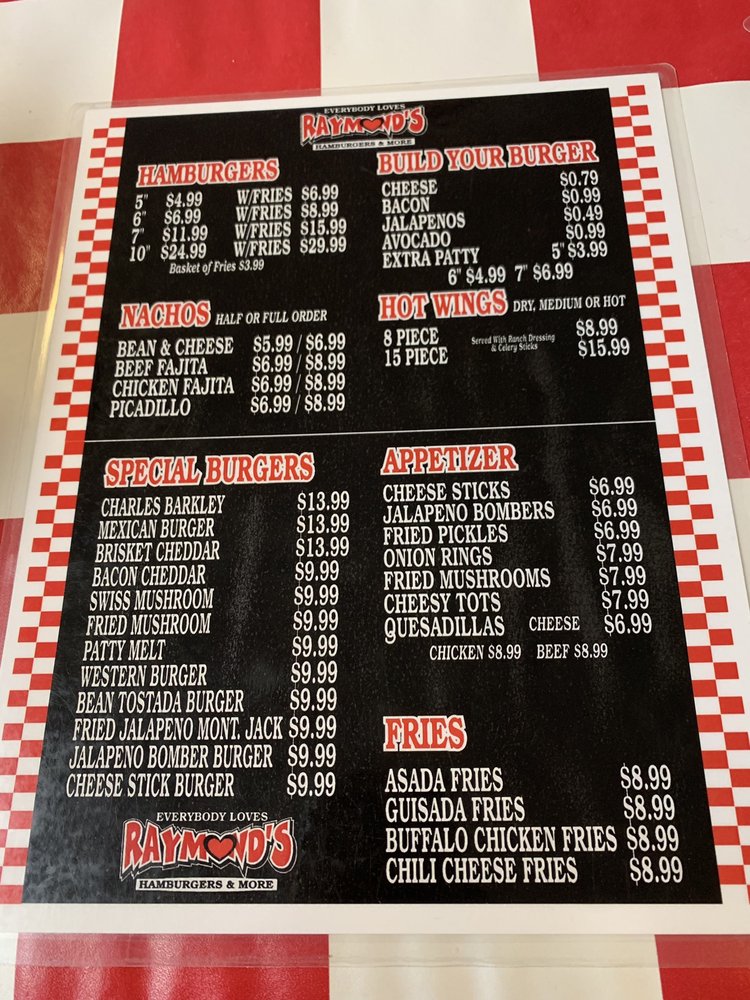 EVERYBODY LOVES
RAYMOND'S
HAMBURGERS & MORE
HAMBURGERS
5" $4.99 W/FRIES $6.99
6" $6.99 W/FRIES $8.99
7" $11.99 W/FRIES $15.99
10" $24.99 W/FRIES $29.99
Basket of Fries $3.99
BUILD YOUR BURGER
CHEESE $0.79
BACON $0.99
JALAPENOS $0.49
AVOCADO $0.99
EXTRA PATTY 5" $3.99
6" $4.99 7" $6.99
NACHOS HALF OR FULL ORDER
BEAN & CHEESE $5.99 / $6.99
BEEF FAJITA $6.99 / $8.99
CHICKEN FAJITA $6.99 / $8.99
PICADILLO $6.99 / $8.99
HOT WINGS DRY, MEDIUM OR HOT
8 PIECE $8.99
15 PIECE $15.99
Served With Ranch Dressing
& Celery Sticks
SPECIAL BURGERS
CHARLES BARKLEY $13.99
MEXICAN BURGER $13.99
BRISKET CHEDDAR $13.99
BACON CHEDDAR $9.99
SWISS MUSHROOM $9.99
FRIED MUSHROOM $9.99
PATTY MELT $9.99
WESTERN BURGER $9.99
BEAN TOSTADA BURGER $9.99
FRIED JALAPENO MONT. JACK $9.99
JALAPENO BOMBER BURGER $9.99
CHEESE STICK BURGER $9.99
APPETIZER
CHEESE STICKS $6.99
JALAPENO BOMBERS $6.99
FRIED PICKLES $6.99
ONION RINGS $7.99
FRIED MUSHROOMS $7.99
CHEESY TOTS $7.99
QUESADILLAS CHEESE $6.99
CHICKEN $8.99 BEEF $8.99
FRIES
ASADA FRIES $8.99
GUISADA FRIES $8.99
BUFFALO CHICKEN FRIES $8.99
CHILI CHEESE FRIES $8.99
EVERYBODY LOVES
RAYMOND'S
HAMBURGERS & MORE